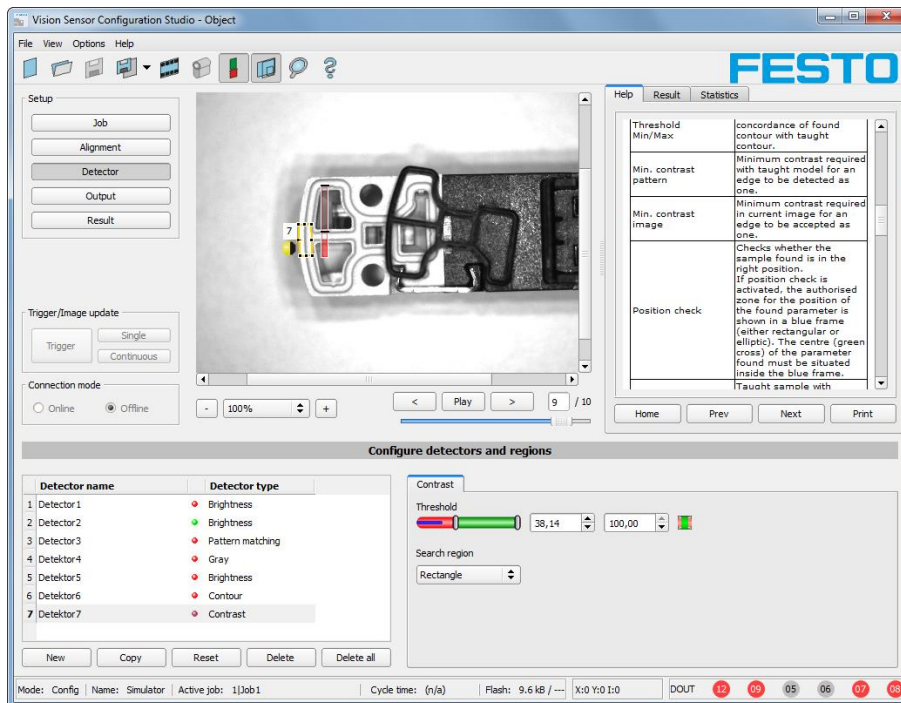 Vision Sensor Configuration Studio - Object
File View Options Help
FESTO
Setup
Job
Alignment
Detector
Output
Result
Trigger/Image update
Trigger
Single
Continuous
Connection mode
Online Offline
7
- 100% +
< Play > 9 / 10
Help Result Statistics
Threshold Min/Max
concordance of found
contour with taught
contour.
Min. contrast
pattern
Minimum contrast required
with taught model for an
edge to be detected as
one.
Min. contrast
image
Minimum contrast required
in current image for an
edge to be accepted as
one.
Position check
Checks whether the
sample found is in the
right position.
If position check is
activated, the authorised
zone for the position of
the found parameter is
shown in a blue frame
(either rectangular or
elliptic). The centre (green
cross) of the parameter
found must be situated
inside the blue frame.
Taught sample with
Home Prev Next Print
Configure detectors and regions
Detector name Detector type
1 Detector1 Brightness
2 Detector2 Brightness
3 Detector3 Pattern matching
4 Detektor4 Gray
5 Detektor5 Brightness
6 Detektor6 Contour
7 Detektor7 Contrast
New Copy Reset Delete Delete all
Contrast
Threshold
38,14 100,00
Search region
Rectangle
Mode: Config Name: Simulator Active job: 1|Job1 Cycle time: (n/a) Flash: 9.6 kB / --- X:0 Y:0 I:0 DOUT 12 09 05 06 07 08